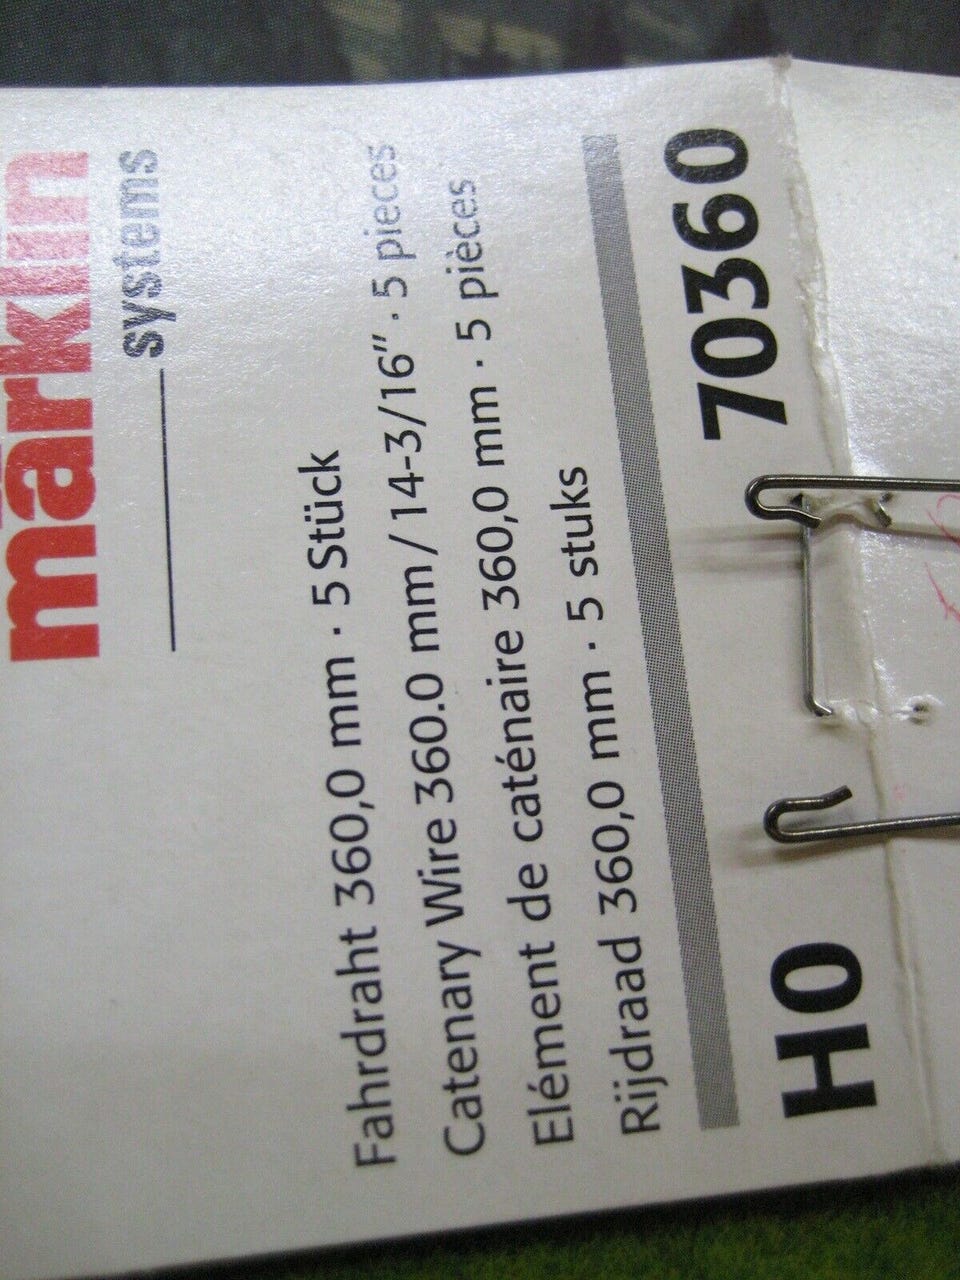 märklin
systems
Fahrdraht 360,0 mm · 5 Stück
Catenary Wire 360.0 mm / 14-3/16" · 5 pieces
Elément de caténaire 360,0 mm · 5 pièces
Rijdraad 360,0 mm · 5 stuks
H0 70360